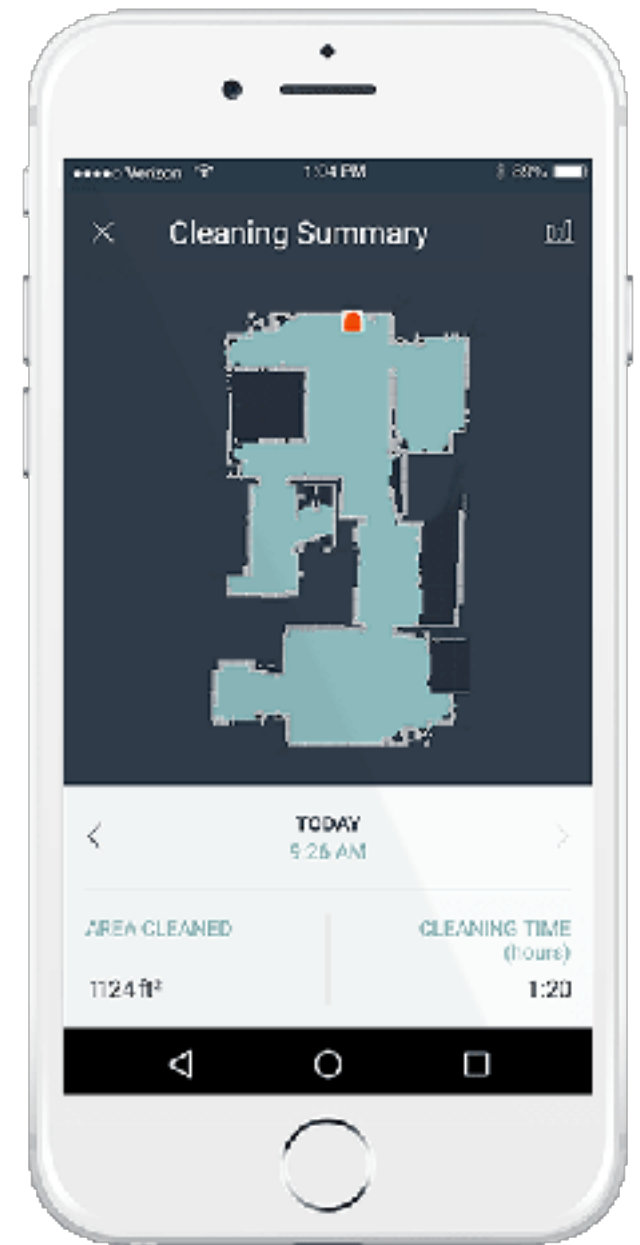 Verizon 1:04 PM 89%
Cleaning Summary
TODAY
9:26 AM
AREA CLEANED
CLEANING TIME
(hours)
1124 ft²
1:20